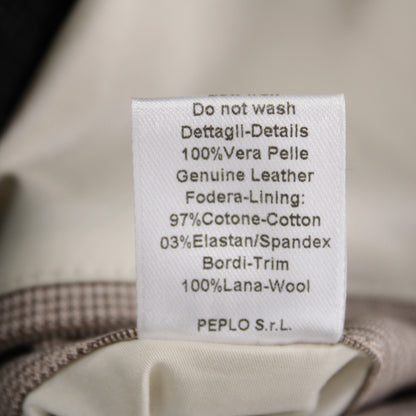 Do not wash
Dettagli-Details
100%Vera Pelle
Genuine Leather
Fodera-Lining:
97%Cotone-Cotton
03%Elastan/Spandex
Bordi-Trim
100%Lana-Wool
PEPLO S.r.L.